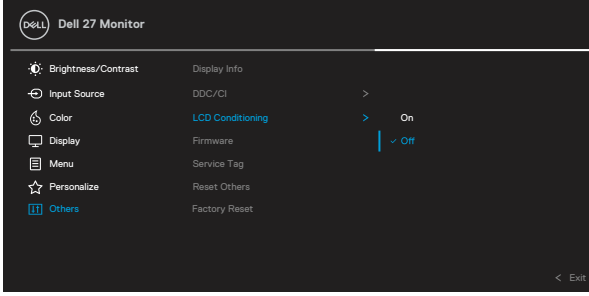 DELL Dell 27 Monitor
Brightness/Contrast Display Info
Input Source DDC/CI >
Color LCD Conditioning > On
Display Firmware ✓ Off
Menu Service Tag
Personalize Reset Others
Others Factory Reset
< Exit